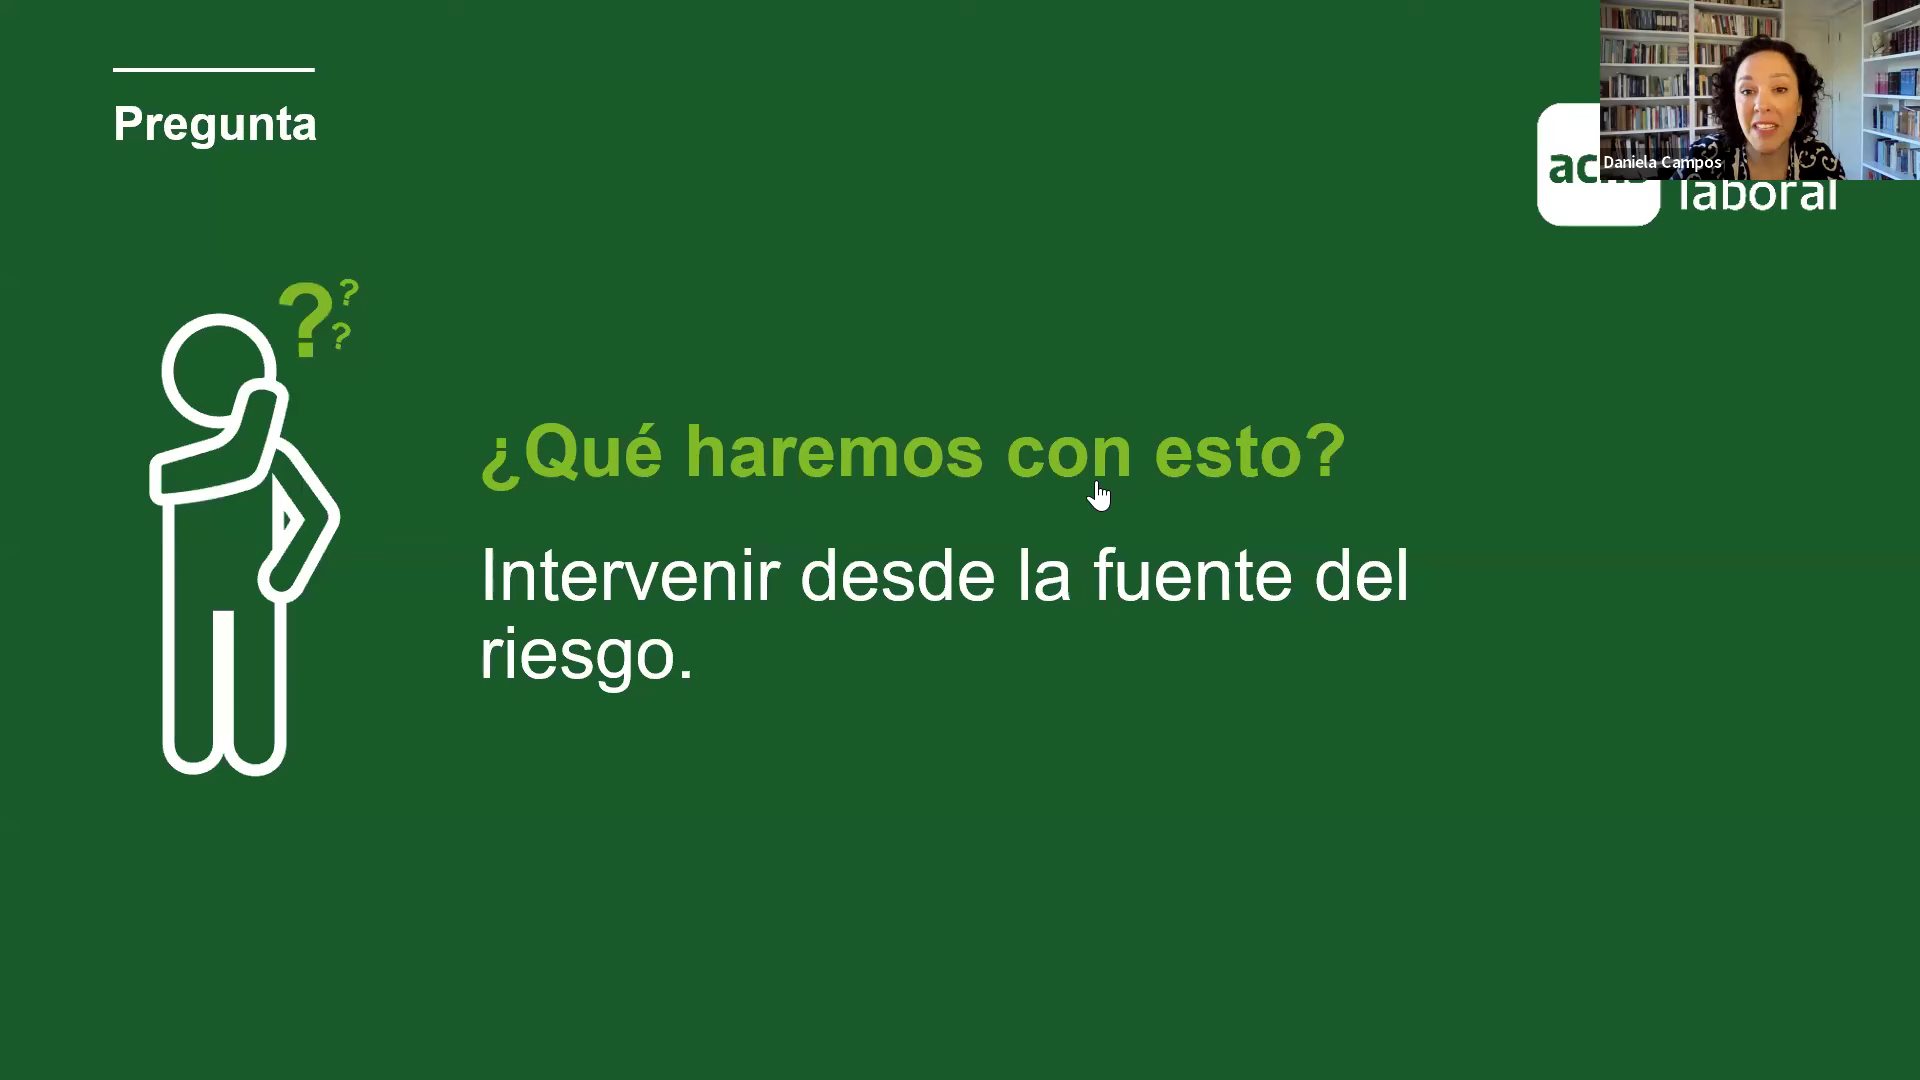 Pregunta
Daniela Campos
laboral
???
¿Qué haremos con esto?
Intervenir desde la fuente del
riesgo.